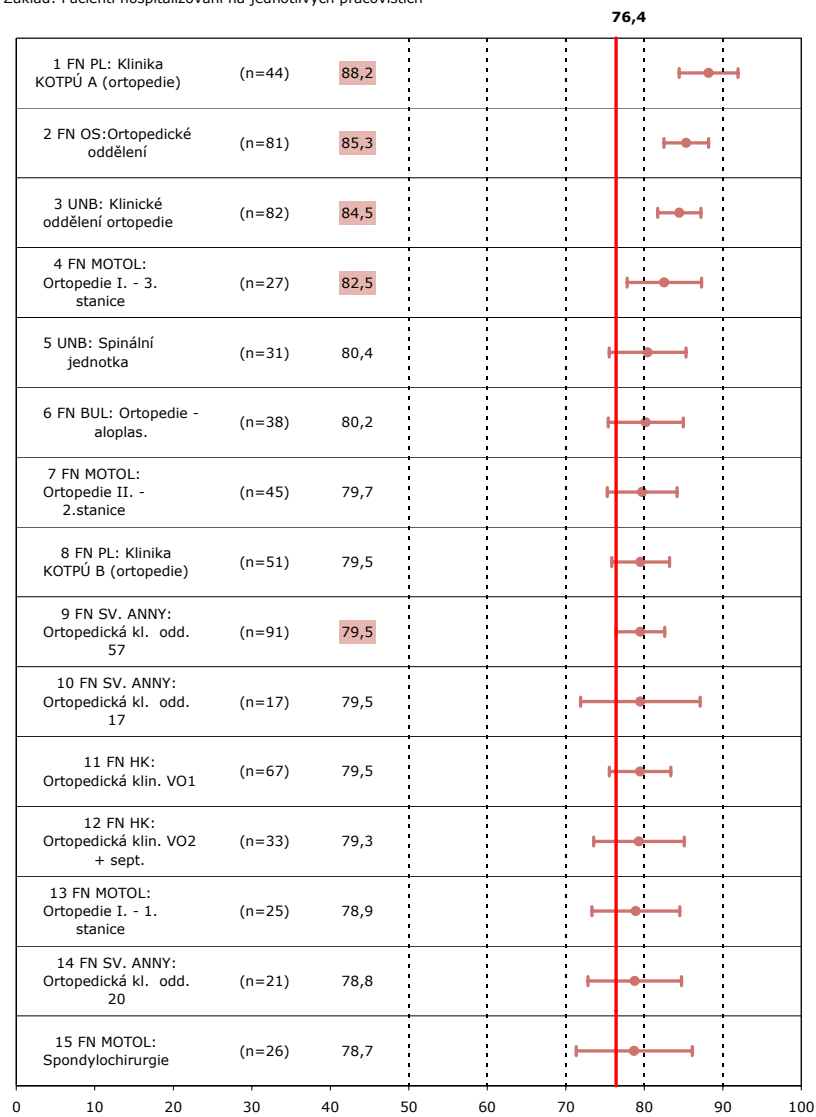 Základ: Pacienti hospitalizovaní na jednotlivých pracovištích
76,4
1 FN PL: Klinika
KOTPÚ A (ortopedie)
(n=44)
88,2
2 FN OS:Ortopedické
oddělení
(n=81)
85,3
3 UNB: Klinické
oddělení ortopedie
(n=82)
84,5
4 FN MOTOL:
Ortopedie I. - 3.
stanice
(n=27)
82,5
5 UNB: Spinální
jednotka
(n=31)
80,4
6 FN BUL: Ortopedie -
aloplas.
(n=38)
80,2
7 FN MOTOL:
Ortopedie II. -
2.stanice
(n=45)
79,7
8 FN PL: Klinika
KOTPÚ B (ortopedie)
(n=51)
79,5
9 FN SV. ANNY:
Ortopedická kl. odd.
57
(n=91)
79,5
10 FN SV. ANNY:
Ortopedická kl. odd.
17
(n=17)
79,5
11 FN HK:
Ortopedická klin. VO1
(n=67)
79,5
12 FN HK:
Ortopedická klin. VO2
+ sept.
(n=33)
79,3
13 FN MOTOL:
Ortopedie I. - 1.
stanice
(n=25)
78,9
14 FN SV. ANNY:
Ortopedická kl. odd.
20
(n=21)
78,8
15 FN MOTOL:
Spondylochirurgie
(n=26)
78,7
0 10 20 30 40 50 60 70 80 90 100